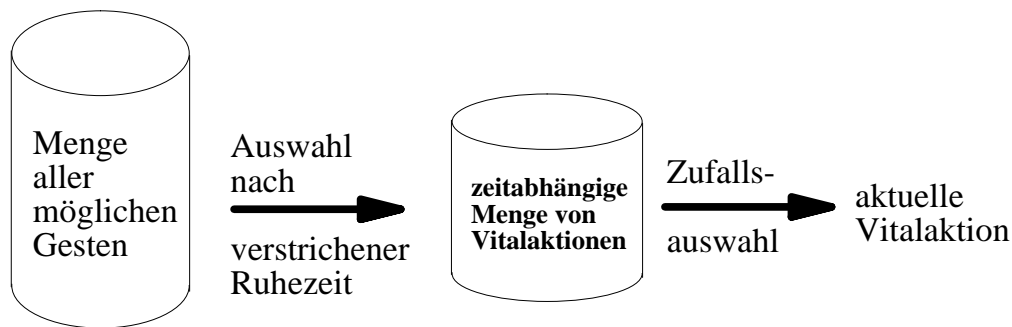 Menge
aller
möglichen
Gesten
Auswahl
nach
verstrichener
Ruhezeit
zeitabhängige
Menge von
Vitalaktionen
Zufalls-
auswahl
aktuelle
Vitalaktion